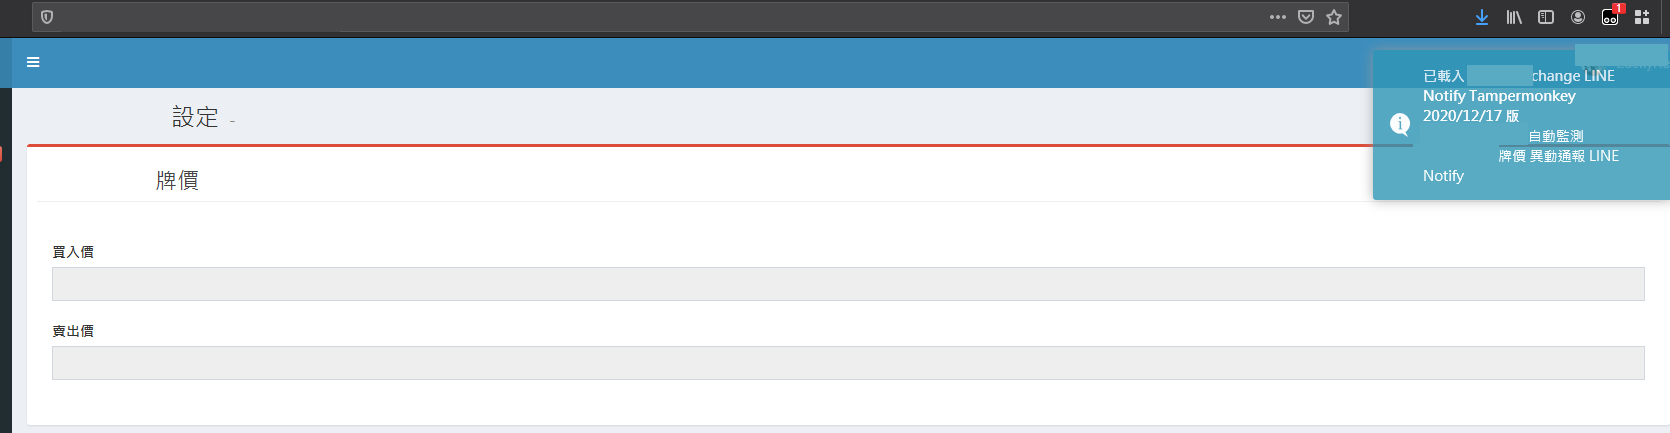 1
已載入 change LINE
Notify Tampermonkey
2020/12/17 版
自動監測
牌價 異動通報 LINE
Notify
設定 -
牌價
買入價
賣出價